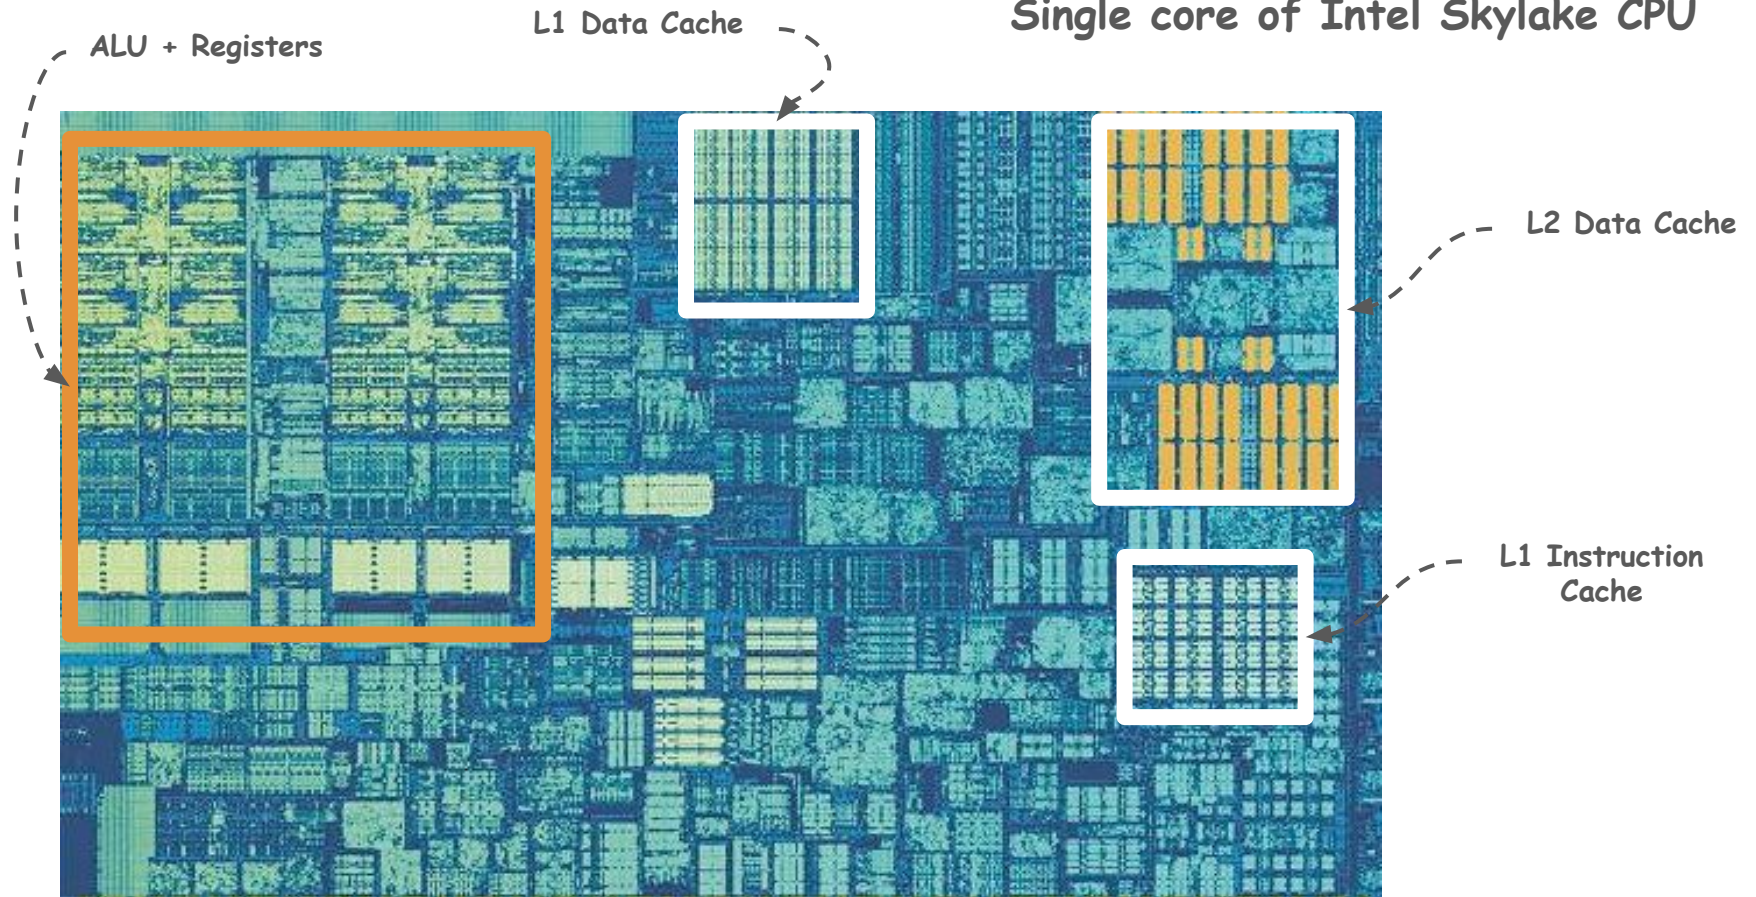 Single core of Intel Skylake CPU
L1 Data Cache
ALU + Registers
L2 Data Cache
L1 Instruction
Cache